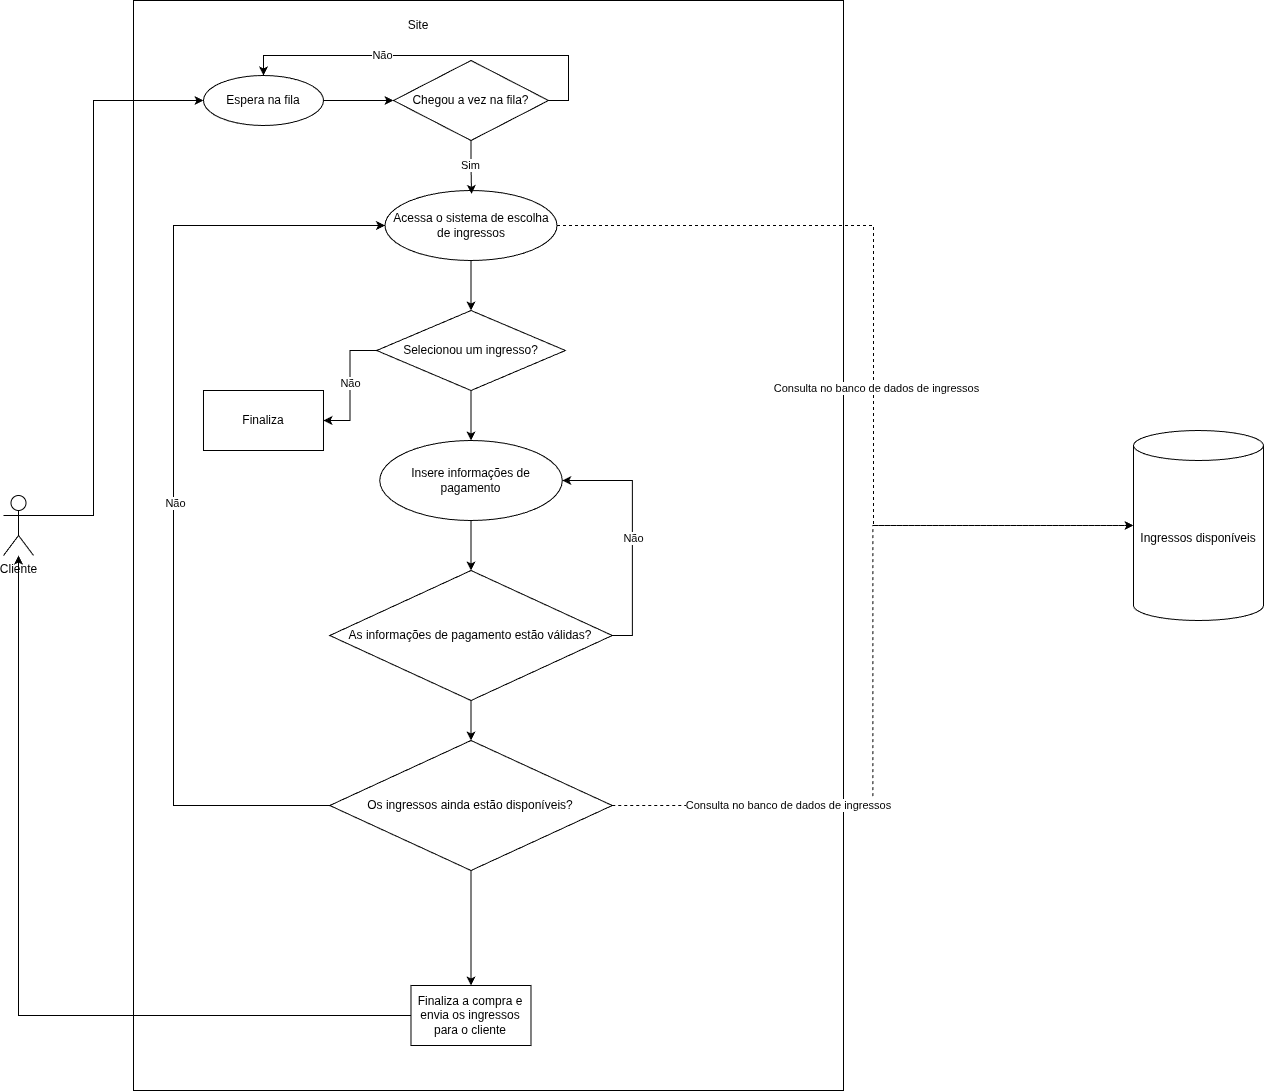 Site
Não
Espera na fila
Chegou a vez na fila?
Sim
Acessa o sistema de escolha
de ingressos
Selecionou um ingresso?
Não
Consulta no banco de dados de ingressos
Finaliza
Insere informações de
pagamento
Não
Não
Ingressos disponíveis
Cliente
As informações de pagamento estão válidas?
Os ingressos ainda estão disponíveis?
Consulta no banco de dados de ingressos
Finaliza a compra e
envia os ingressos
para o cliente